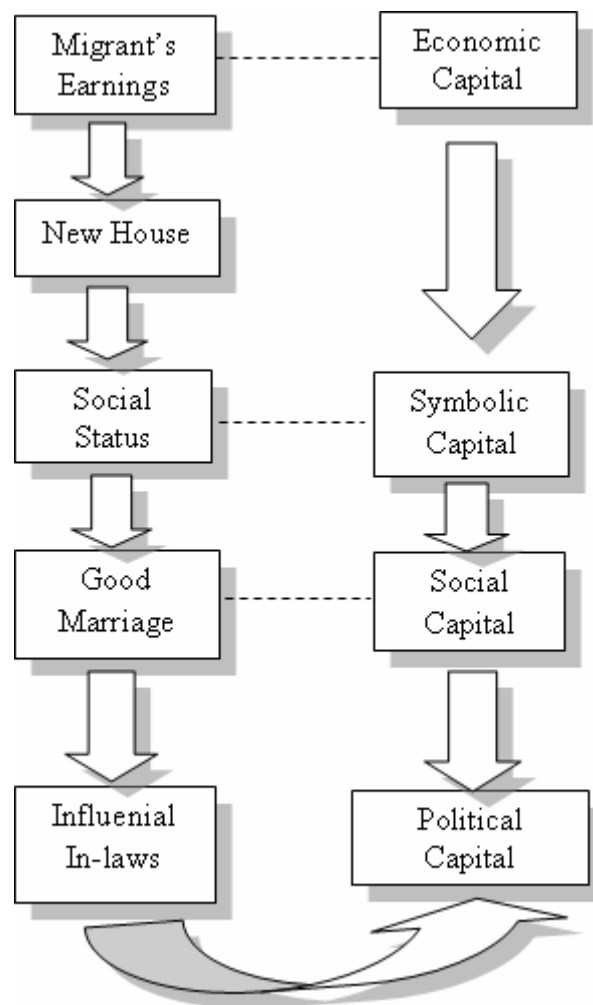 Migrant's
Earnings
Economic
Capital
New House
Social
Status
Symbolic
Capital
Good
Marriage
Social
Capital
Influenial
In-laws
Political
Capital